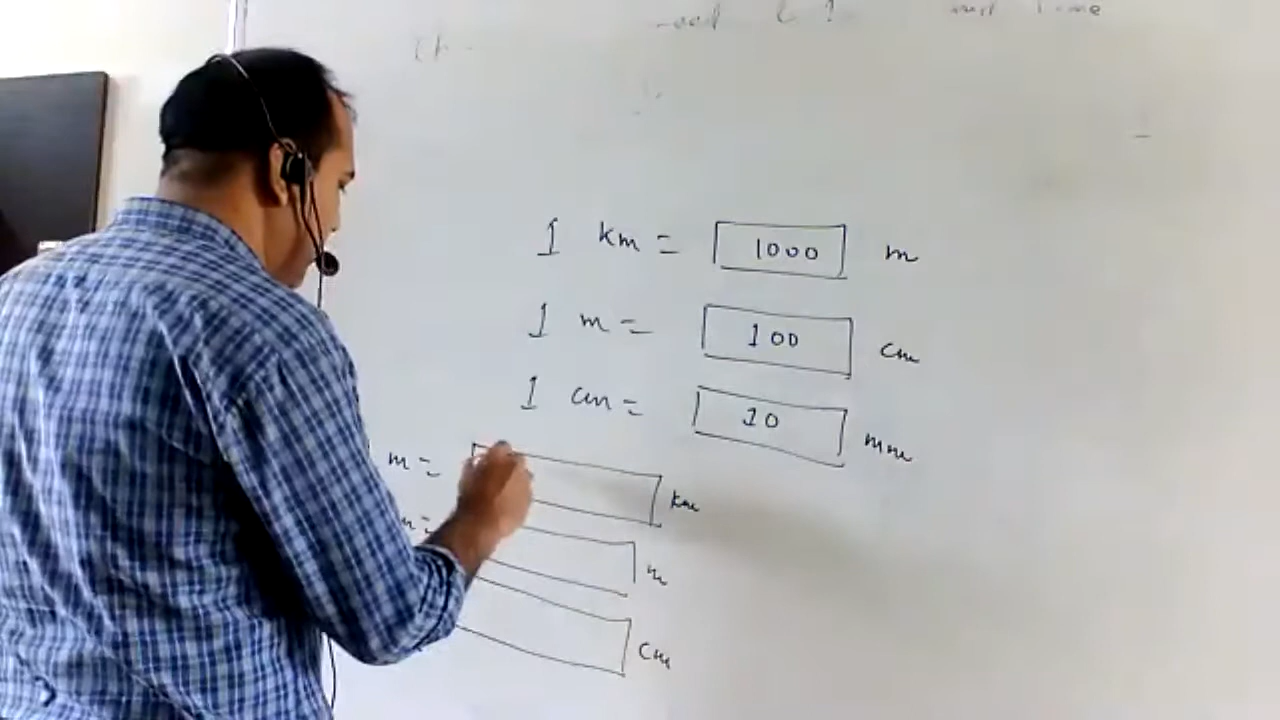 1 km = 1000 m
1 m = 100 cm
1 cm = 10 mm
m = km
m
cm